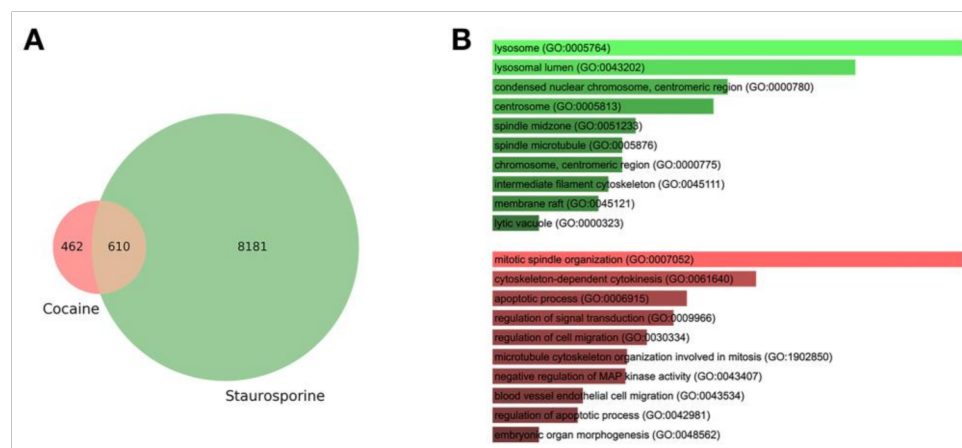 A
462
610
8181
Cocaine
Staurosporine
B
lysosome (GO:0005764)
lysosomal lumen (GO:0043202)
condensed nuclear chromosome, centromeric region (GO:0000780)
centrosome (GO:0005813)
spindle midzone (GO:0051233)
spindle microtubule (GO:0005876)
chromosome, centromeric region (GO:0000775)
intermediate filament cytoskeleton (GO:0045111)
membrane raft (GO:0045121)
lytic vacuole (GO:0000323)
mitotic spindle organization (GO:0007052)
cytoskeleton-dependent cytokinesis (GO:0061640)
apoptotic process (GO:0006915)
regulation of signal transduction (GO:0009966)
regulation of cell migration (GO:0030334)
microtubule cytoskeleton organization involved in mitosis (GO:1902850)
negative regulation of MAP kinase activity (GO:0043407)
blood vessel endothelial cell migration (GO:0043534)
regulation of apoptotic process (GO:0042981)
embryonic organ morphogenesis (GO:0048562)